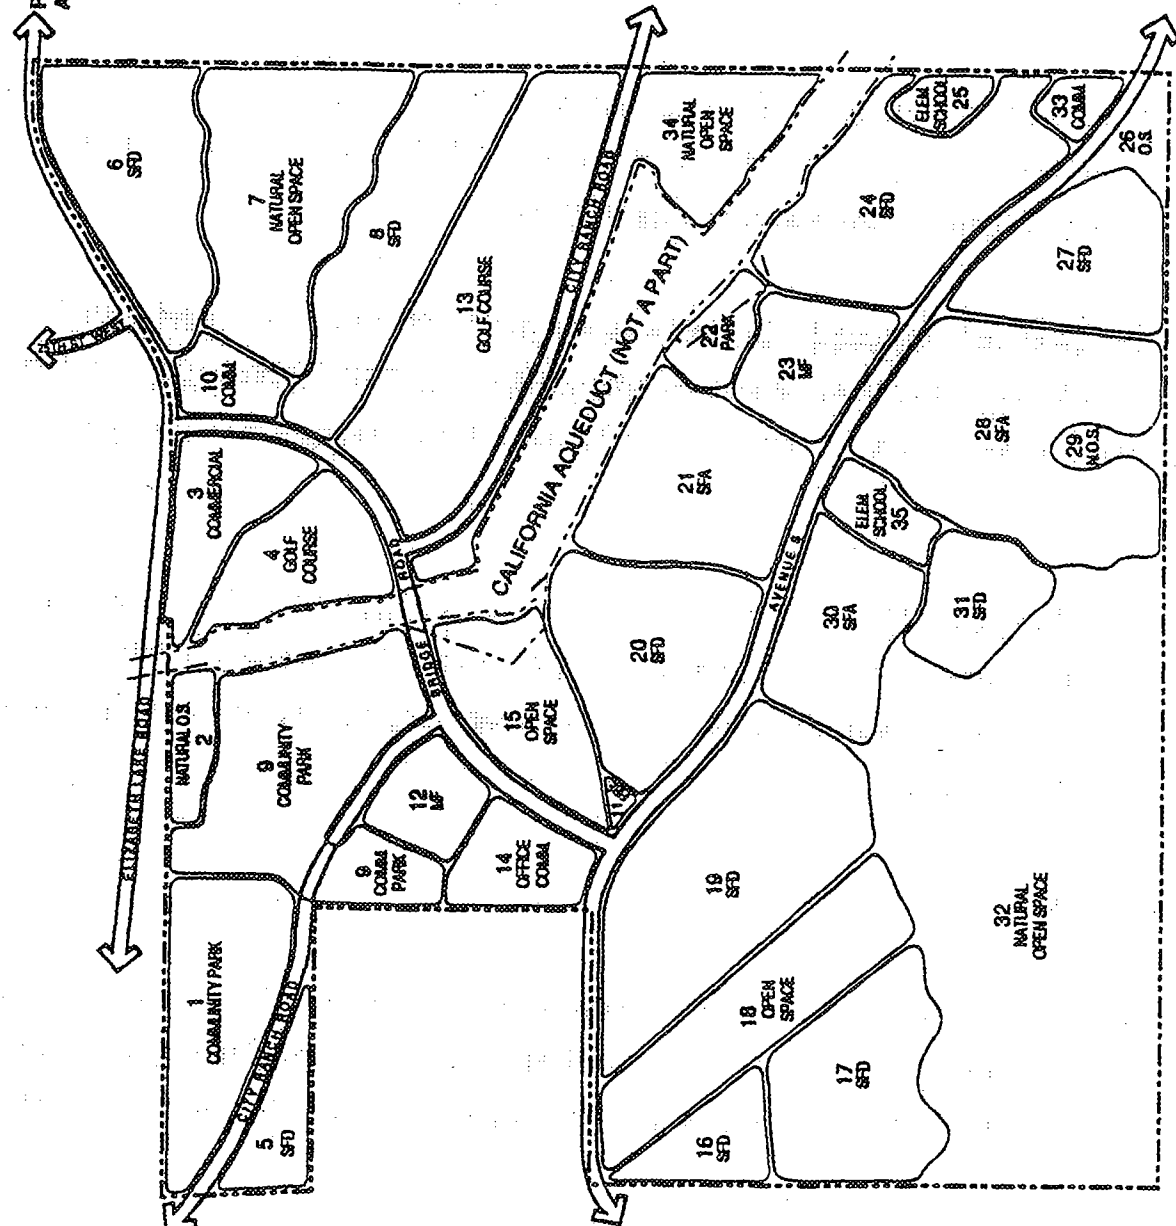 ELIZABETH LAKE ROAD
1
COMMUNITY PARK
NATURAL O.S.
2
3
COMMERCIAL
10
COMM
6
SFD
7
NATURAL
OPEN SPACE
8
SFD
4
GOLF
COURSE
13
GOLF COURSE
9
COMMUNITY
PARK
CITY RANCH ROAD
5
SFD
9
COMM
PARK
12
MF
BRIDGE ROAD
CITY RANCH ROAD
14
OFFICE
COMM
15
OPEN
SPACE
CALIFORNIA AQUEDUCT (NOT A PART)
34
NATURAL
OPEN
SPACE
11
20
SFD
21
SFA
22
PARK
23
MF
24
SFD
ELEM
SCHOOL
25
AVENUE S
16
SFD
18
OPEN
SPACE
19
SFD
17
SFD
30
SFA
ELEM
SCHOOL
35
31
SFD
28
SFA
29
N.O.S.
27
SFD
33
COMM
26
O.S.
32
NATURAL
OPEN SPACE